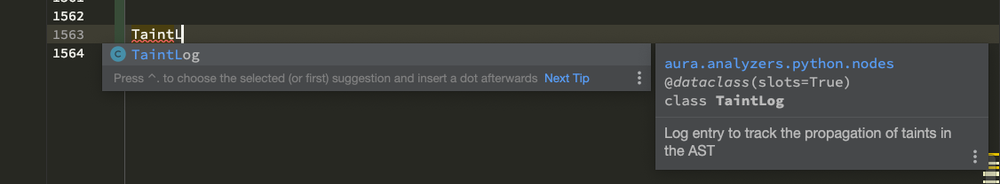 1561
1562
1563 TaintL
1564
C TaintLog
Press ^. to choose the selected (or first) suggestion and insert a dot afterwards Next Tip
aura.analyzers.python.nodes
@dataclass(slots=True)
class TaintLog
Log entry to track the propagation of taints in
the AST